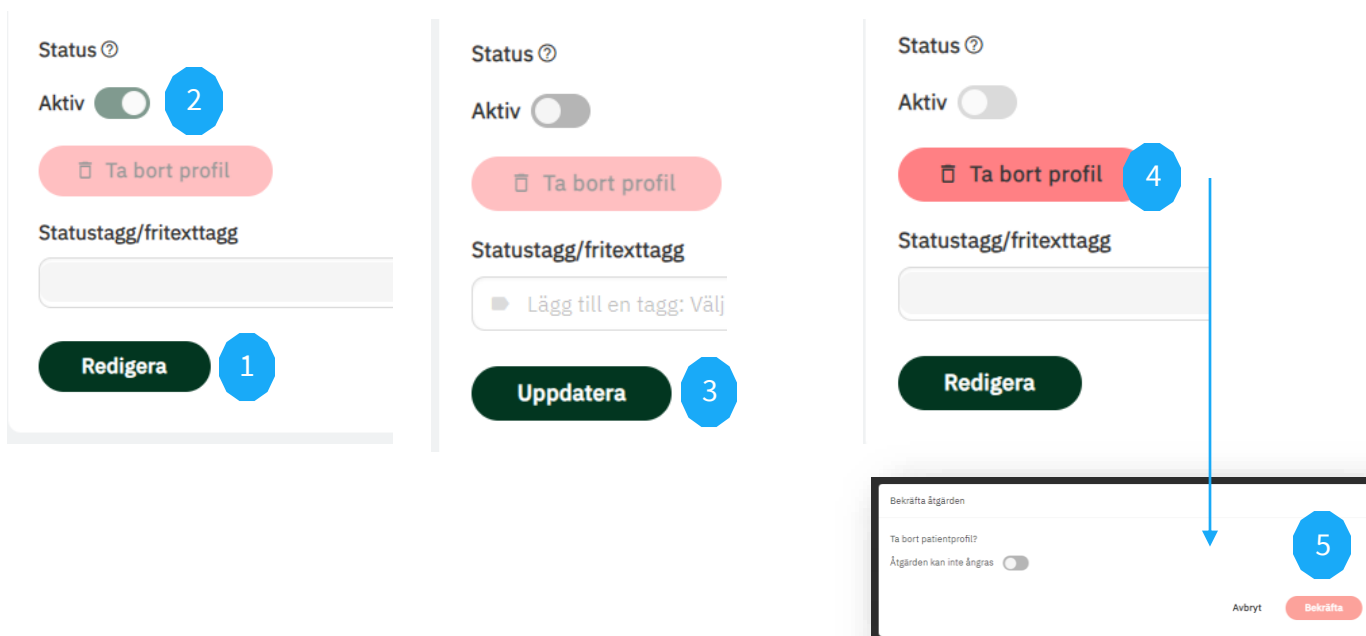 Status ?
Aktiv 2
Ta bort profil
Statustagg/fritexttagg
Redigera 1
Status ?
Aktiv
Ta bort profil
Statustagg/fritexttagg
Lägg till en tagg: Välj
Uppdatera 3
Status ?
Aktiv
Ta bort profil 4
Statustagg/fritexttagg
Redigera
Bekräfta åtgärden
Ta bort patientprofil?
Åtgärden kan inte ångras
5
Avbryt Bekräfta